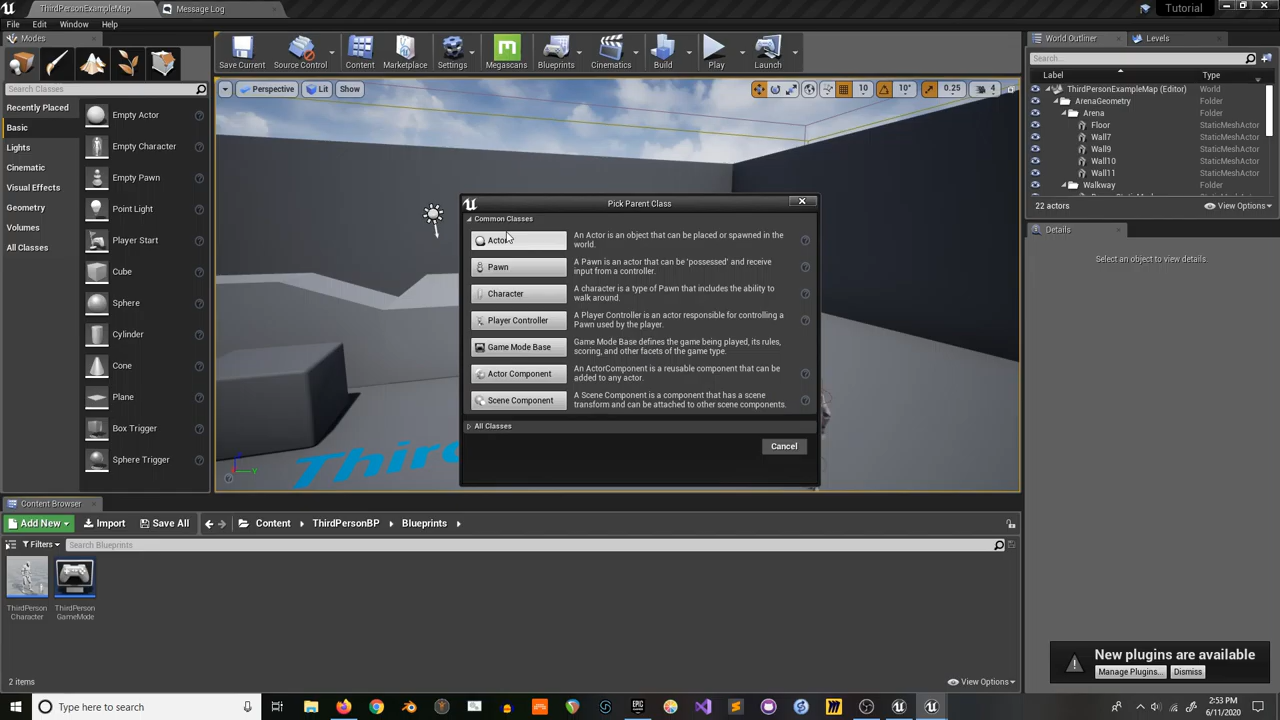 ThirdPersonExampleMap
Message Log
Tutorial
File Edit Window Help
Modes
Search Classes
Recently Placed
Basic
Lights
Cinematic
Visual Effects
Geometry
Volumes
All Classes
Empty Actor
Empty Character
Empty Pawn
Point Light
Player Start
Cube
Sphere
Cylinder
Cone
Plane
Box Trigger
Sphere Trigger
Save Current
Source Control
Content
Marketplace
Settings
Megascans
Blueprints
Cinematics
Build
Play
Launch
Perspective Lit Show
10 10° 0.25 4
Third
Pick Parent Class
Common Classes
Actor
An Actor is an object that can be placed or spawned in the
world.
Pawn
A Pawn is an actor that can be 'possessed' and receive
input from a controller.
Character
A character is a type of Pawn that includes the ability to
walk around.
Player Controller
A Player Controller is an actor responsible for controlling a
Pawn used by the player.
Game Mode Base
Game Mode Base defines the game being played, its rules,
scoring, and other facets of the game type.
Actor Component
An ActorComponent is a reusable component that can be
added to any actor.
Scene Component
A Scene Component is a component that has a scene
transform and can be attached to other scene components.
All Classes
Cancel
World Outliner
Levels
Search...
Label Type
ThirdPersonExampleMap (Editor) World
ArenaGeometry Folder
Arena Folder
Floor StaticMeshActor
Wall7 StaticMeshActor
Wall9 StaticMeshActor
Wall10 StaticMeshActor
Wall11 StaticMeshActor
Walkway Folder
22 actors
View Options
Details
Select an object to view details.
Content Browser
Add New Import Save All Content ThirdPersonBP Blueprints
Filters Search Blueprints
ThirdPerson
Character
ThirdPerson
GameMode
2 items
View Options
New plugins are available
Manage Plugins...
Dismiss
Type here to search
EPIC
2:53 PM
6/11/2020